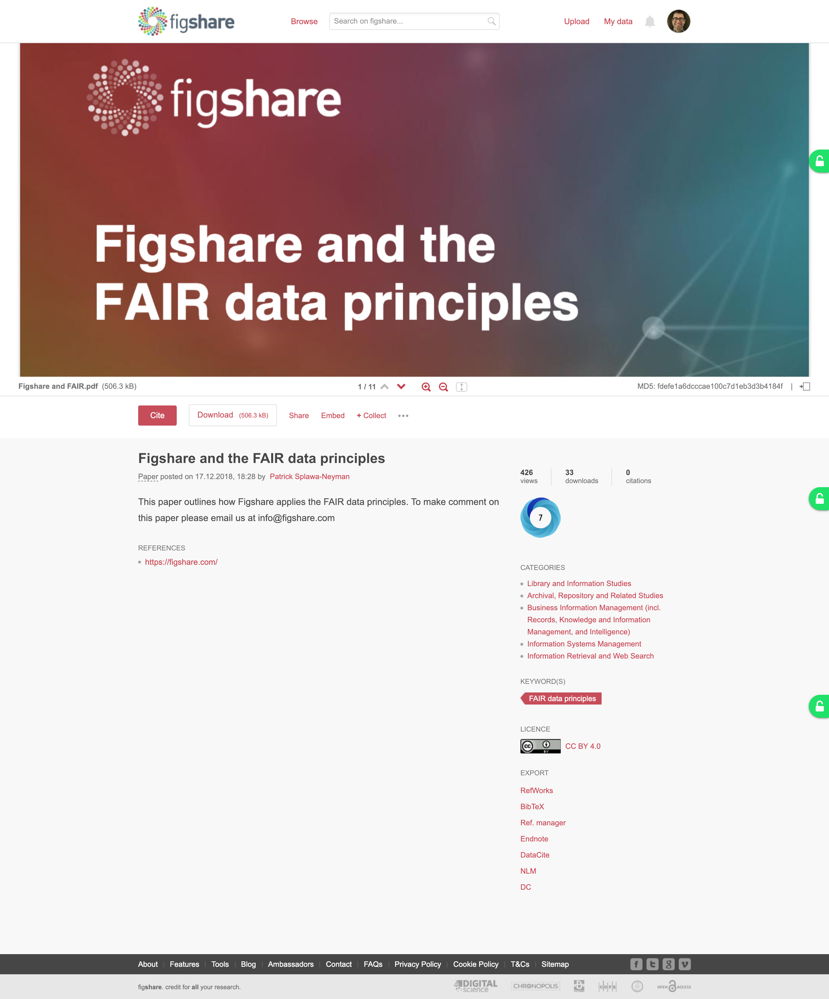 figshare
Browse
Search on figshare...
Upload
My data
figshare
Figshare and the
FAIR data principles
Figshare and FAIR.pdf (506.3 kB)
1 / 11
MD5: fdefe1a6dcccae100c7d1eb3d3b4184f |
Cite
Download (506.3 kB)
Share
Embed
+ Collect
Figshare and the FAIR data principles
Paper posted on 17.12.2018, 18:28 by Patrick Splawa-Neyman
This paper outlines how Figshare applies the FAIR data principles. To make comment on
this paper please email us at info@figshare.com
REFERENCES
https://figshare.com/
426
views
33
downloads
0
citations
7
CATEGORIES
Library and Information Studies
Archival, Repository and Related Studies
Business Information Management (incl.
Records, Knowledge and Information
Management, and Intelligence)
Information Systems Management
Information Retrieval and Web Search
KEYWORD(S)
FAIR data principles
LICENCE
cc BY
CC BY 4.0
EXPORT
RefWorks
BibTeX
Ref. manager
Endnote
DataCite
NLM
DC
About | Features | Tools | Blog | Ambassadors | Contact | FAQs | Privacy Policy | Cookie Policy | T&Cs | Sitemap
figshare. credit for all your research.
DIGITAL
science
CHRONOPOLIS
COPE
OPEN ACCESS